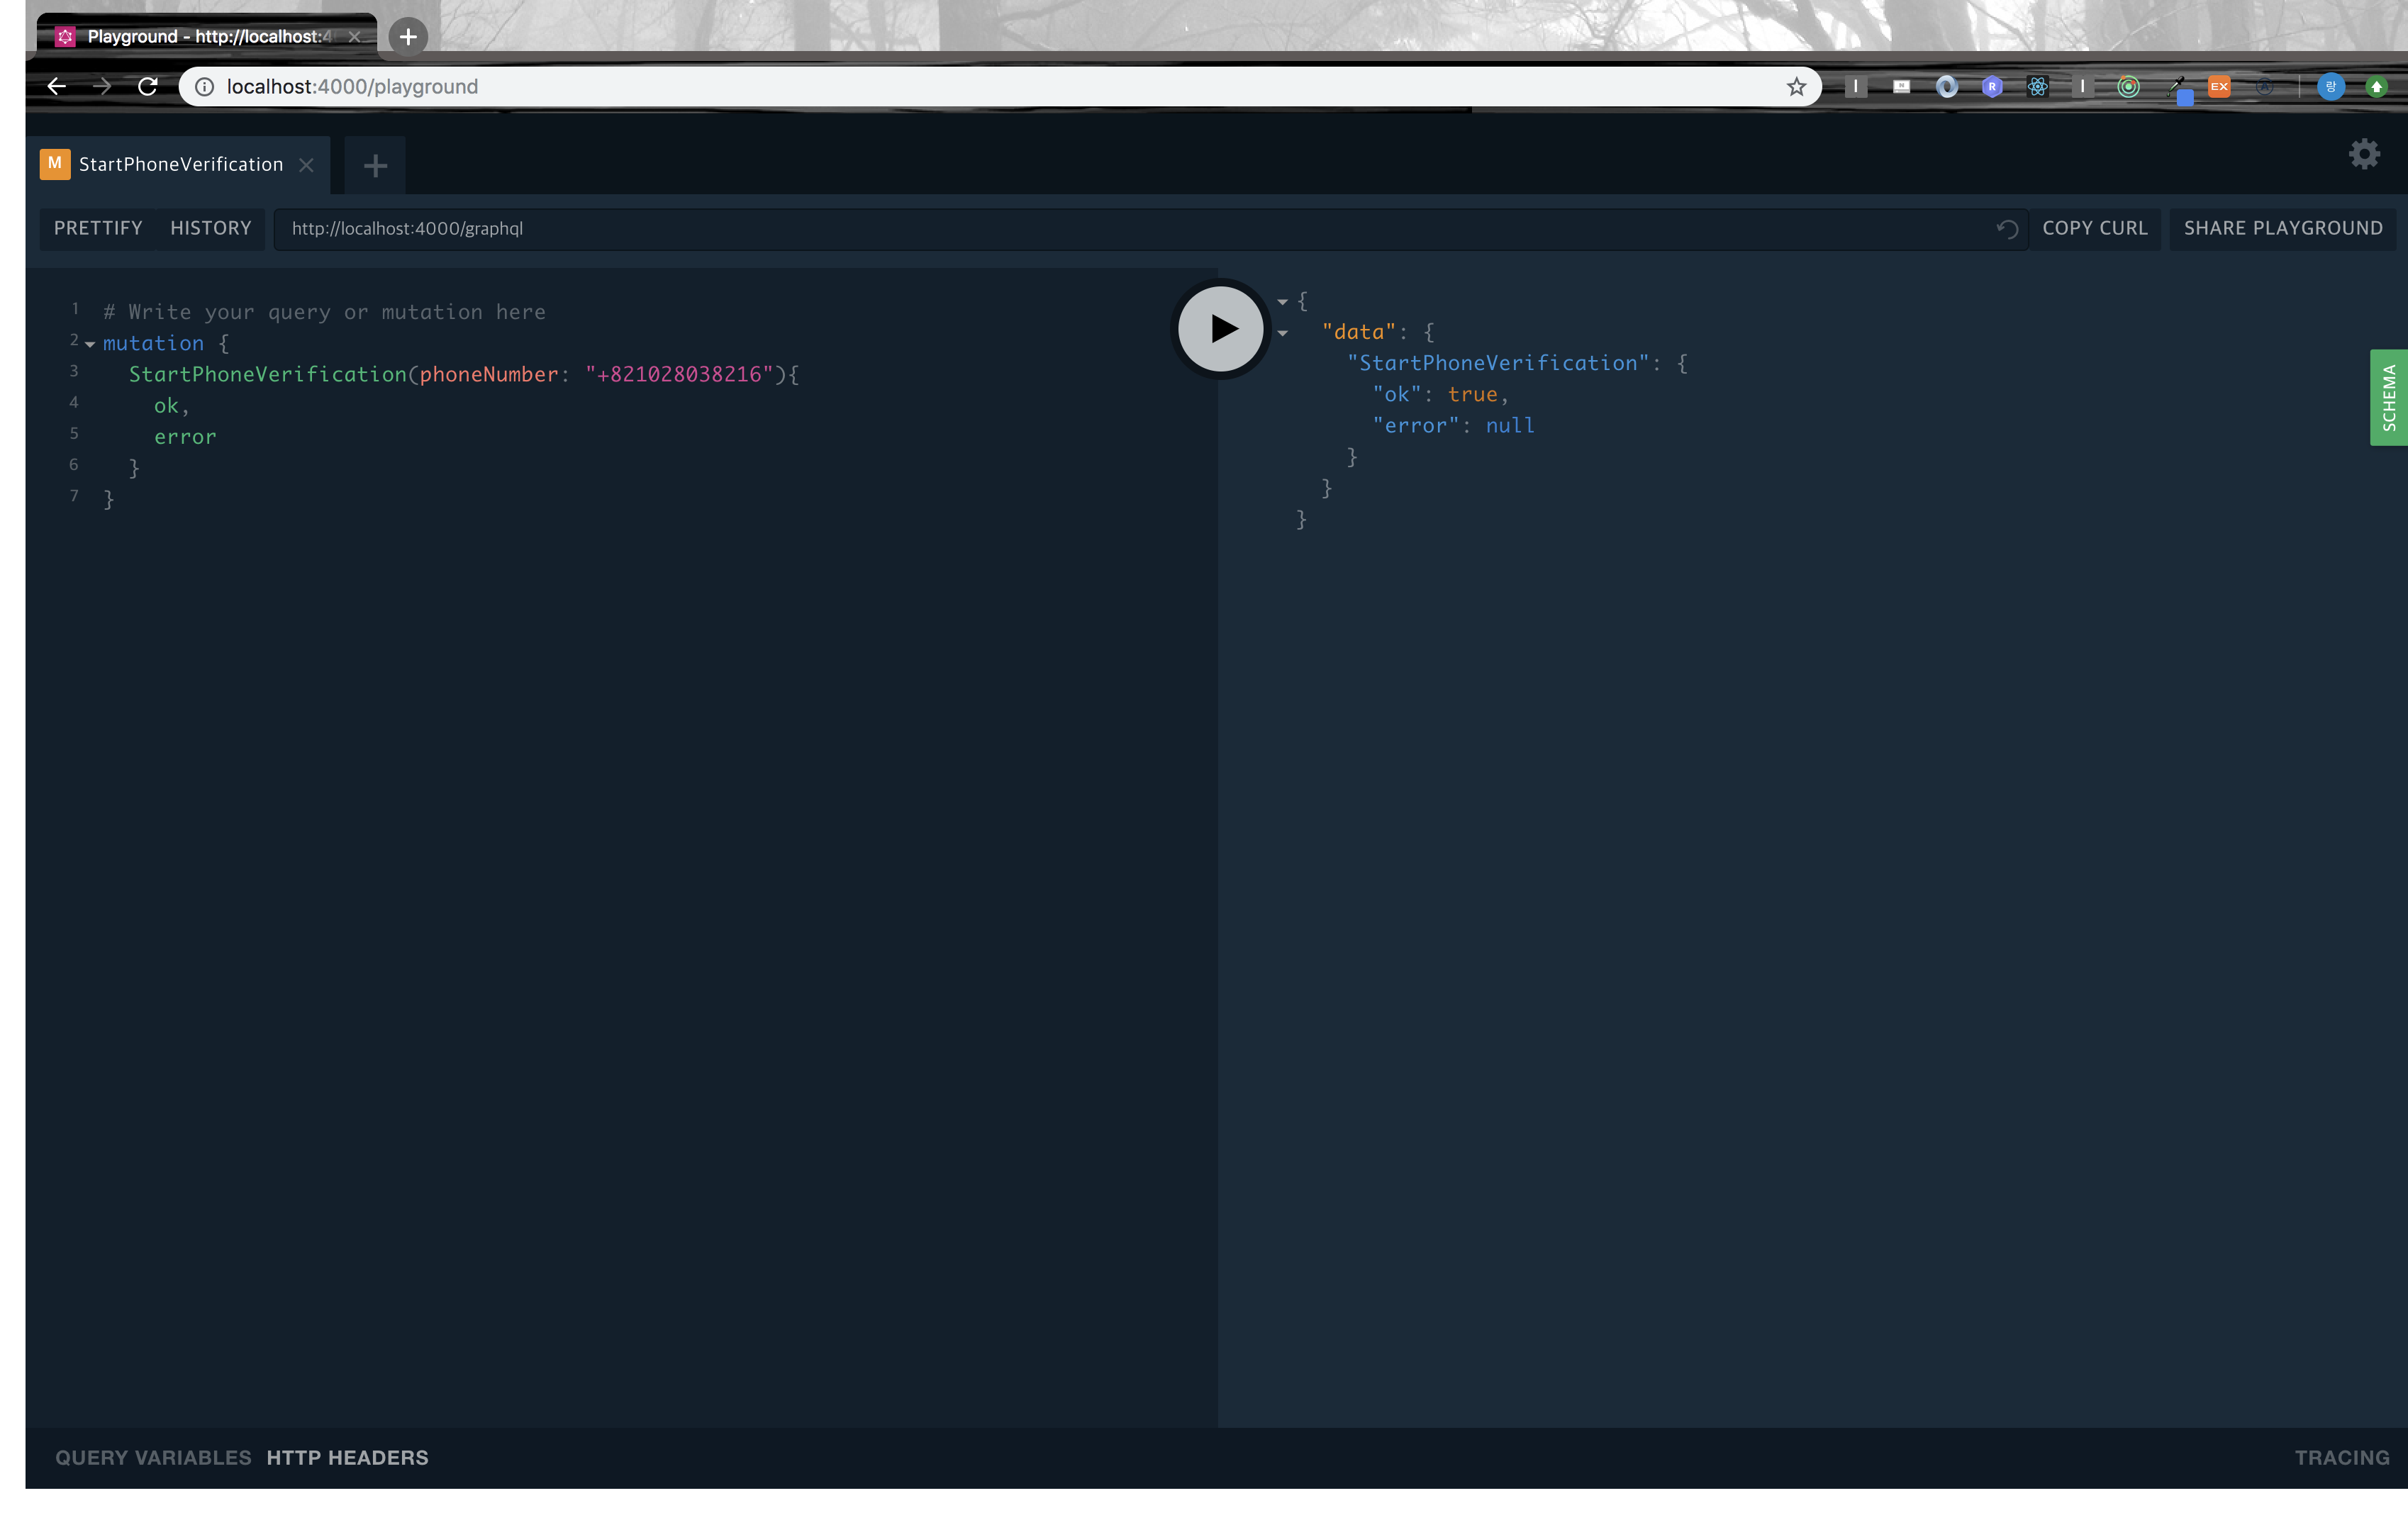 Playground - http://localhost:4
localhost:4000/playground
R
EX
랑
M StartPhoneVerification
PRETTIFY HISTORY http://localhost:4000/graphql COPY CURL SHARE PLAYGROUND
1 # Write your query or mutation here
2 mutation {
3 StartPhoneVerification(phoneNumber: "+821028038216"){
4 ok,
5 error
6 }
7 }
{
"data": {
"StartPhoneVerification": {
"ok": true,
"error": null
}
}
}
SCHEMA
QUERY VARIABLES HTTP HEADERS TRACING